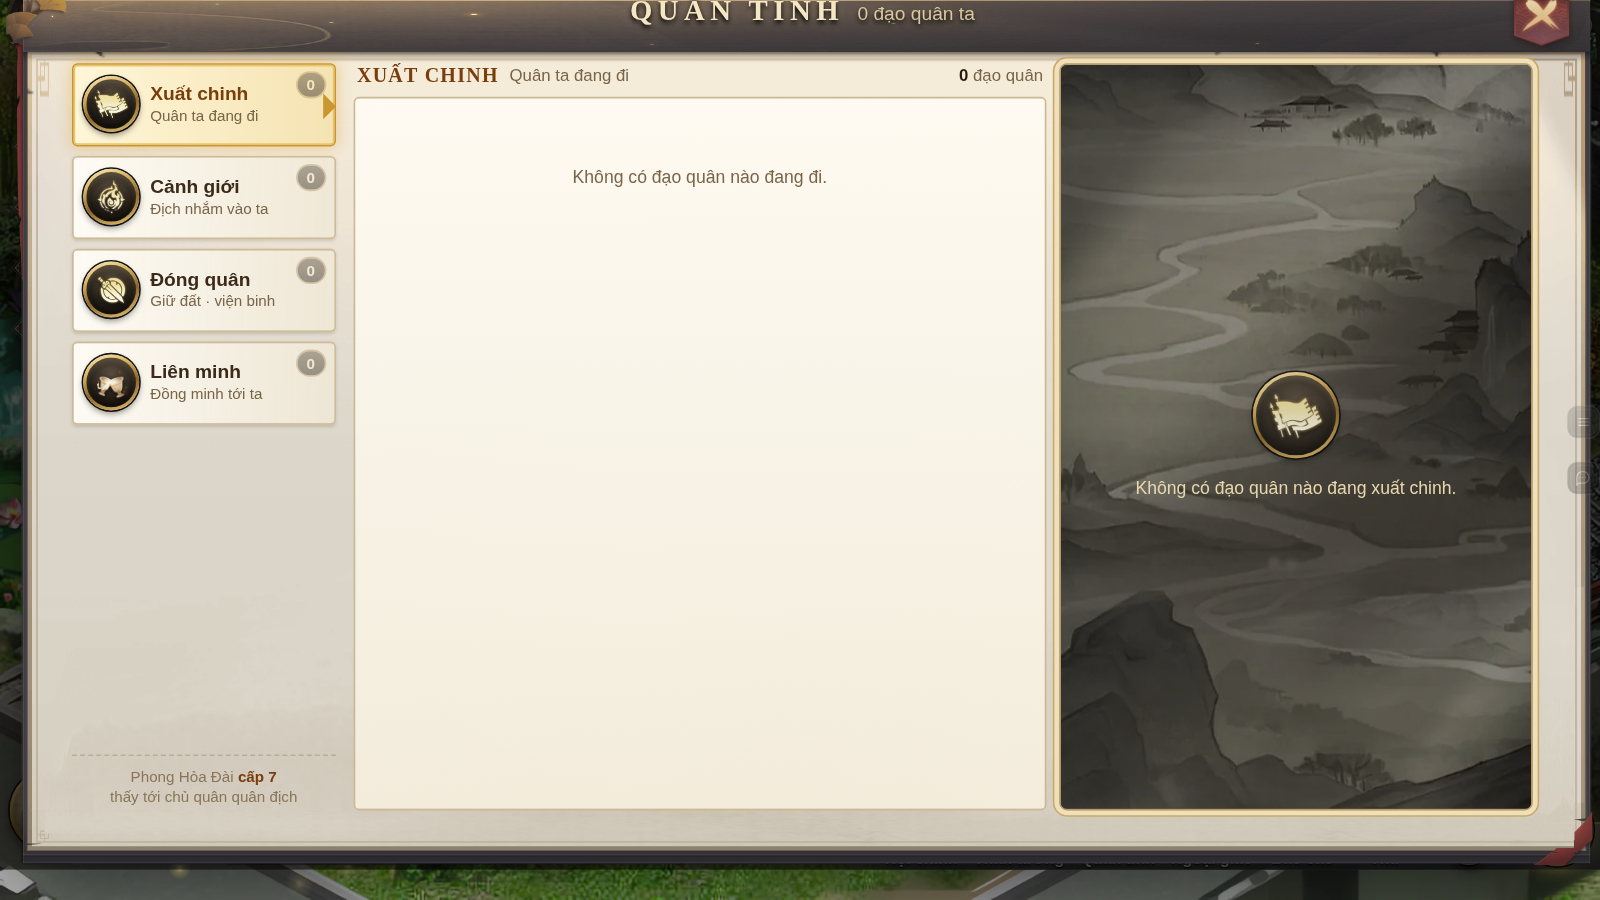 QUÂN TÌNH 0 đạo quân ta
Xuất chinh 0
Quân ta đang đi
Cảnh giới 0
Địch nhắm vào ta
Đóng quân 0
Giữ đất · viện binh
Liên minh 0
Đồng minh tới ta
Phong Hỏa Đài cấp 7
thấy tới chủ quân quân địch
XUẤT CHINH Quân ta đang đi 0 đạo quân
Không có đạo quân nào đang đi.
Không có đạo quân nào đang xuất chinh.